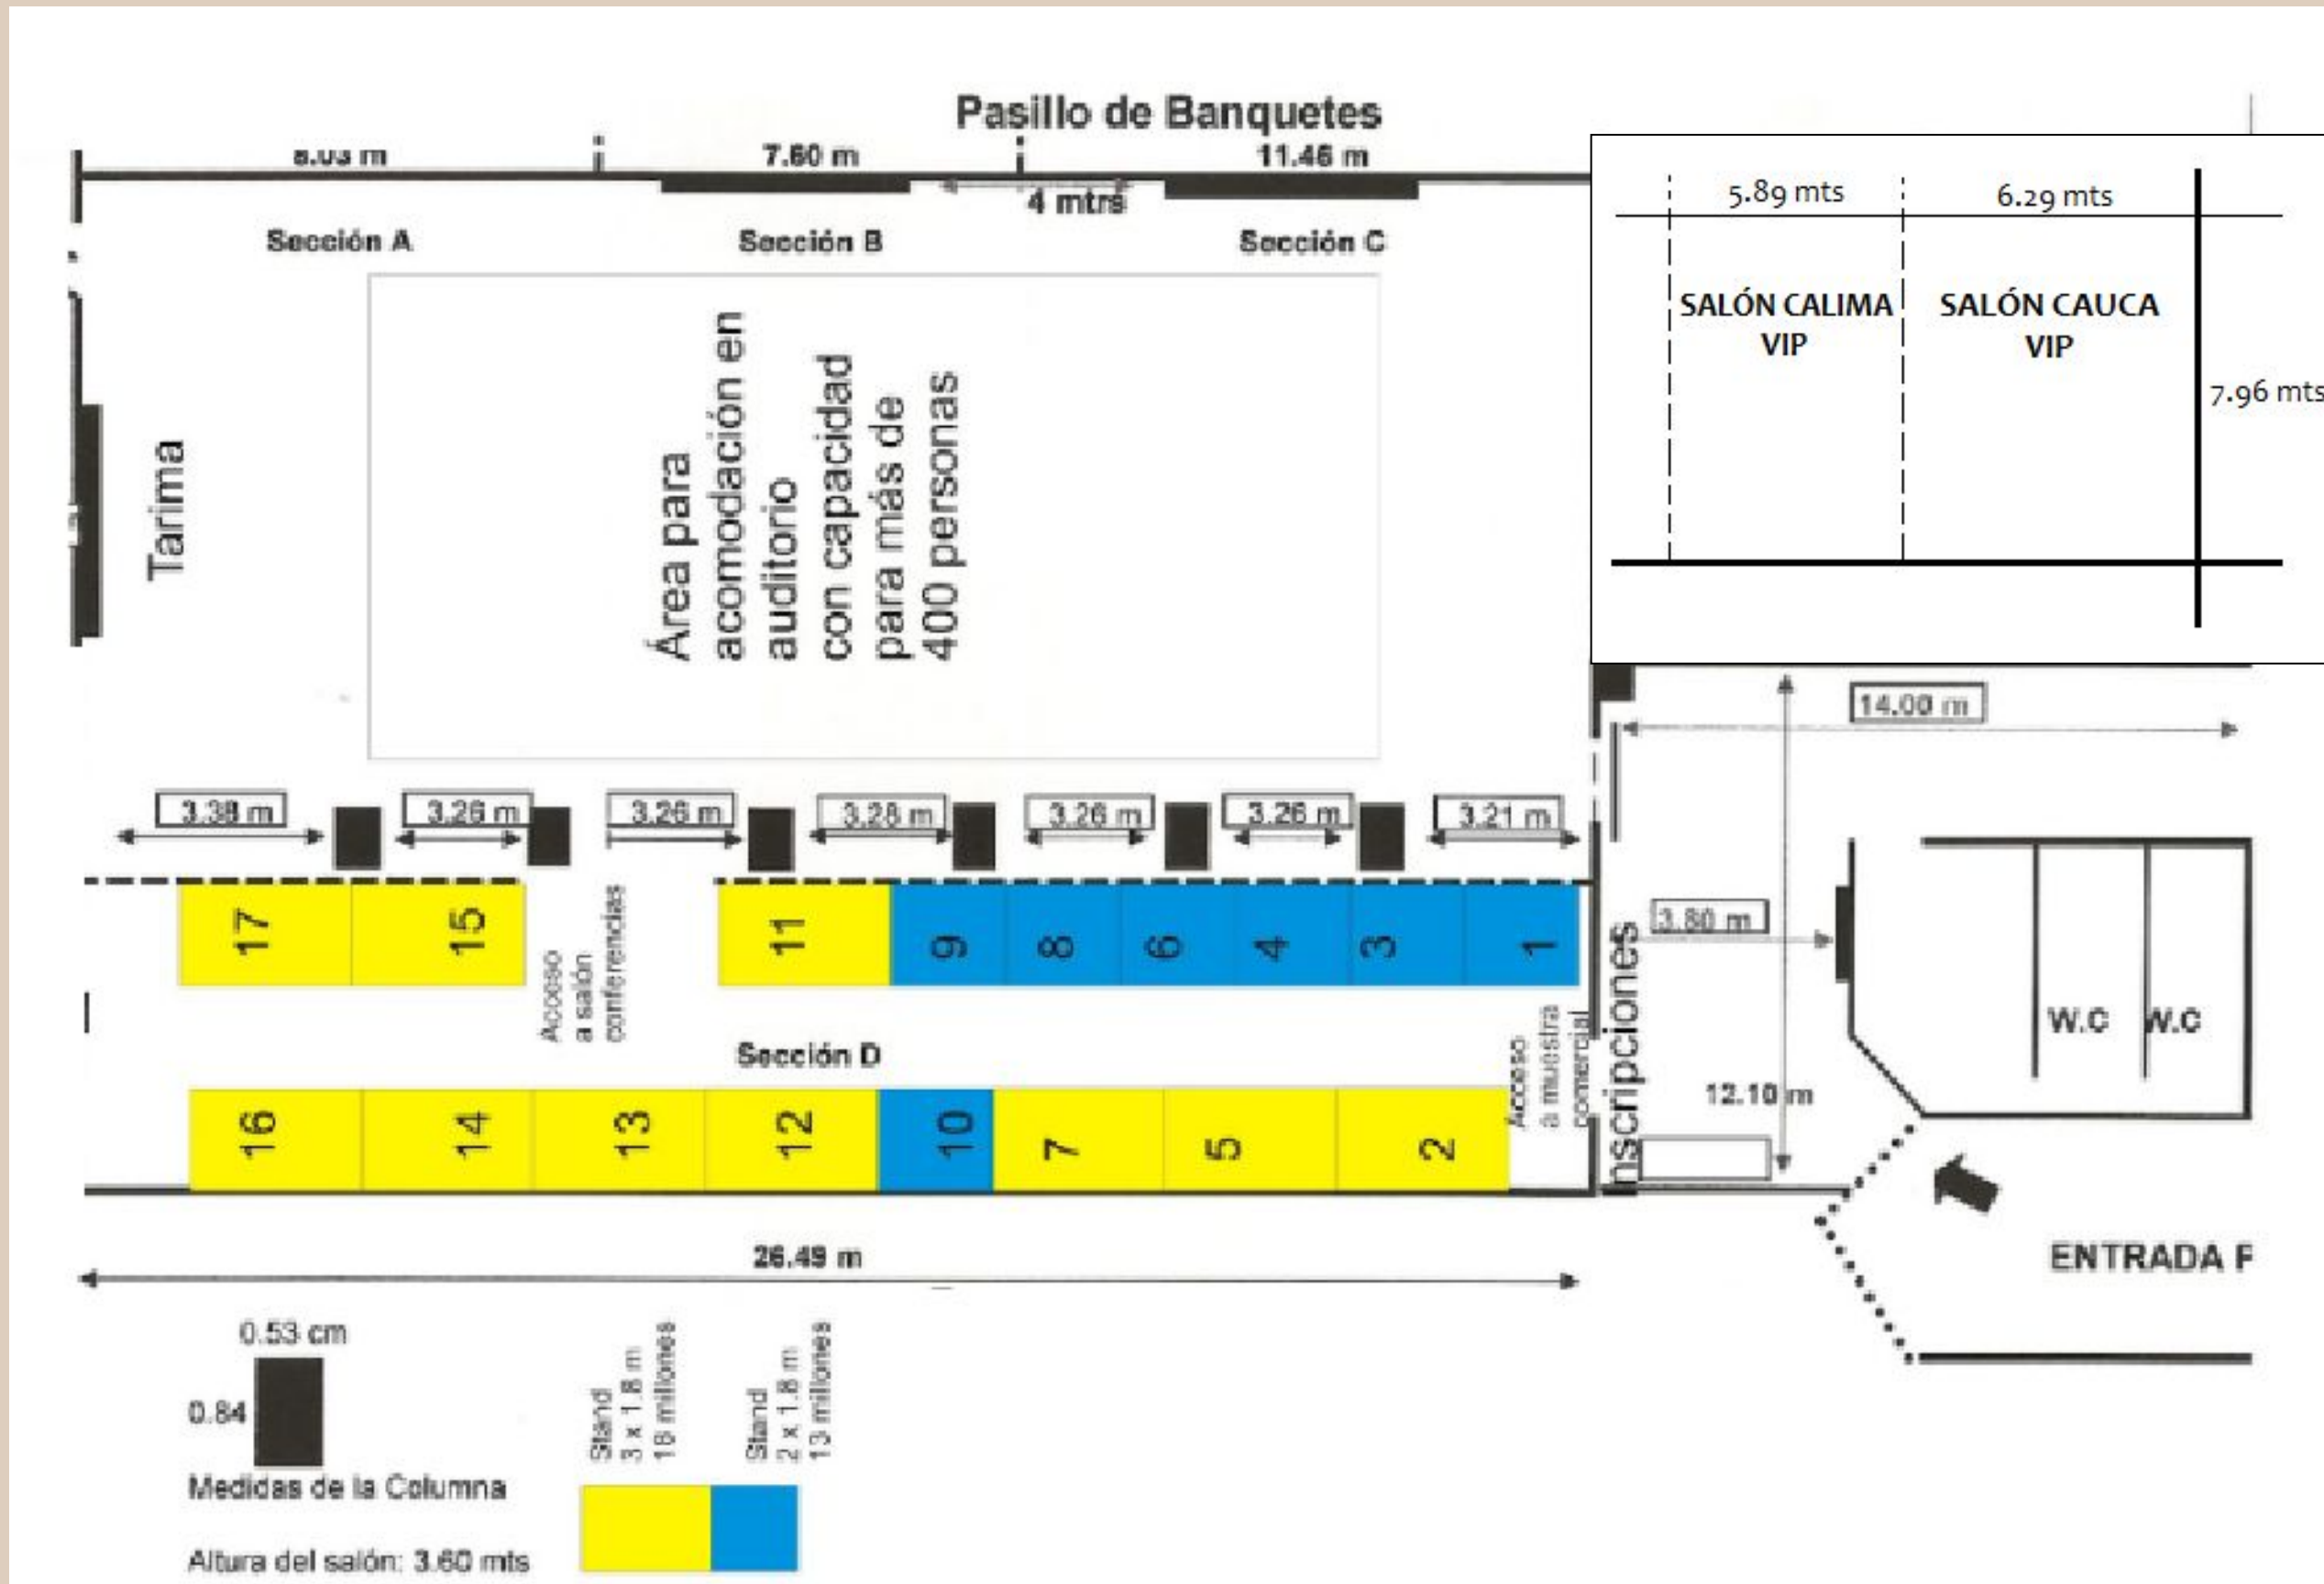 Pasillo de Banquetes
8.03 m
7.60 m
11.46 m
4 mtrs
Sección A
Sección B
Sección C
5.89 mts
6.29 mts
SALÓN CALIMA
VIP
SALÓN CAUCA
VIP
7.96 mts
Tarima
Área para
acomodación en
auditorio
con capacidad
para más de
400 personas
14.00 m
3.38 m
3.26 m
3.26 m
3.28 m
3.26 m
3.26 m
3.21 m
17
15
11
9
8
6
4
3
1
Acceso
a salón
conferencias
3.80 m
Inscripciones
W.C
W.C
Sección D
Acceso
a muestra
comercial
12.10 m
16
14
13
12
10
7
5
2
26.49 m
ENTRADA P
0.53 cm
0.84
Medidas de la Columna
Altura del salón: 3.60 mts
Stand
3 x 1.8 m
Stand
2 x 1.8 m
13 millones